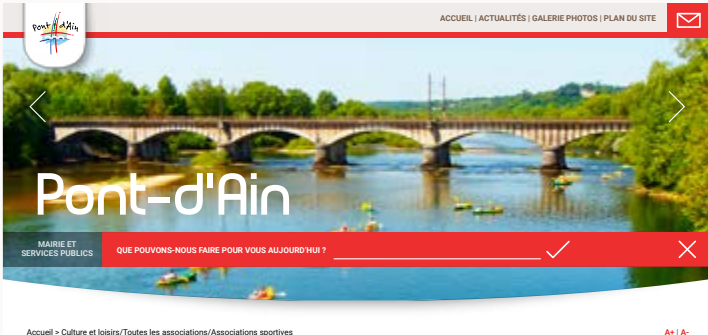 Pont d'Ain
ACCUEIL | ACTUALITÉS | GALERIE PHOTOS | PLAN DU SITE
Pont-d'Ain
MAIRIE ET
SERVICES PUBLICS
QUE POUVONS-NOUS FAIRE POUR VOUS AUJOURD'HUI ?
Accueil > Culture et loisirs/Toutes les associations/Associations sportives
A+ | A-